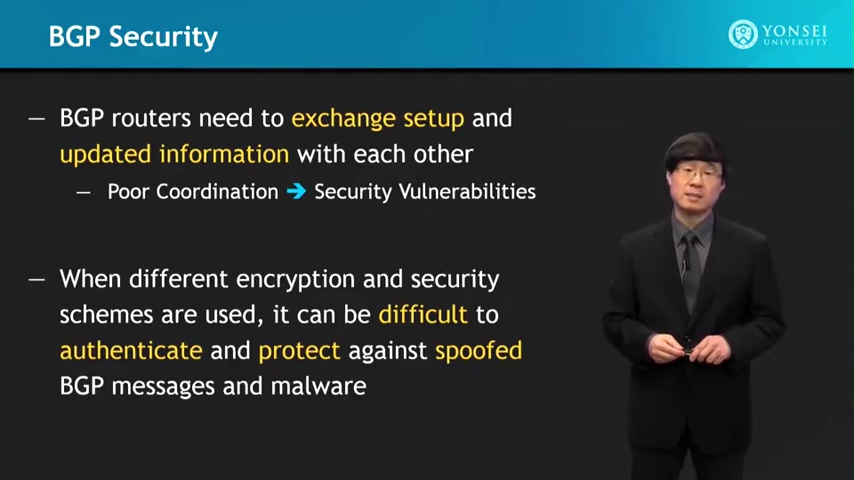 BGP Security
YONSEI
UNIVERSITY
— BGP routers need to exchange setup and
updated information with each other
— Poor Coordination ➔ Security Vulnerabilities
— When different encryption and security
schemes are used, it can be difficult to
authenticate and protect against spoofed
BGP messages and malware